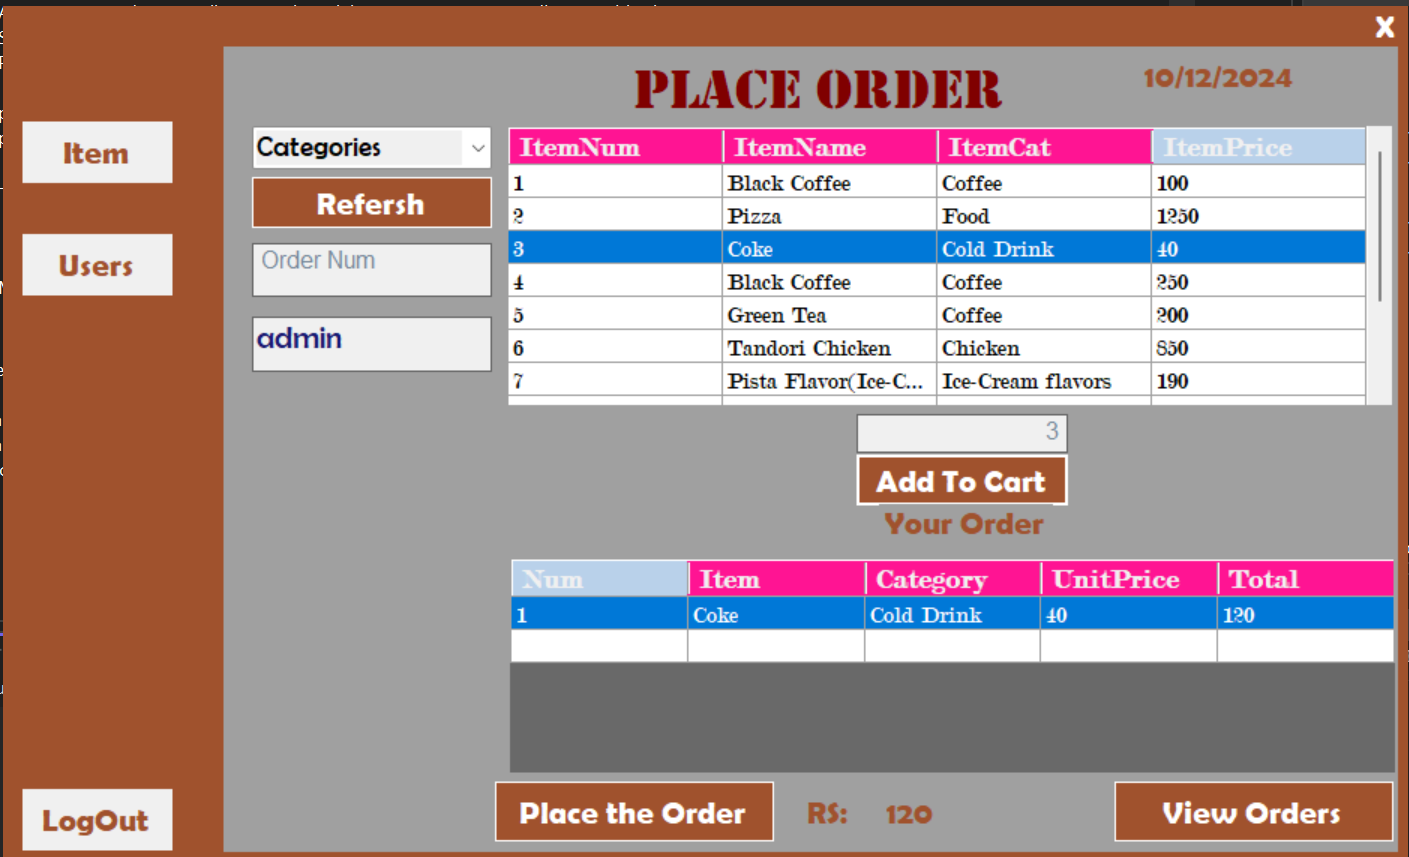 X
PLACE ORDER
10/12/2024
Item
Users
LogOut
Categories
Refersh
Order Num
admin
ItemNum ItemName ItemCat ItemPrice
1 Black Coffee Coffee 100
2 Pizza Food 1250
3 Coke Cold Drink 40
4 Black Coffee Coffee 250
5 Green Tea Coffee 200
6 Tandori Chicken Chicken 850
7 Pista Flavor(Ice-C... Ice-Cream flavors 190
3
Add To Cart
Your Order
Num Item Category UnitPrice Total
1 Coke Cold Drink 40 120
Place the Order RS: 120 View Orders